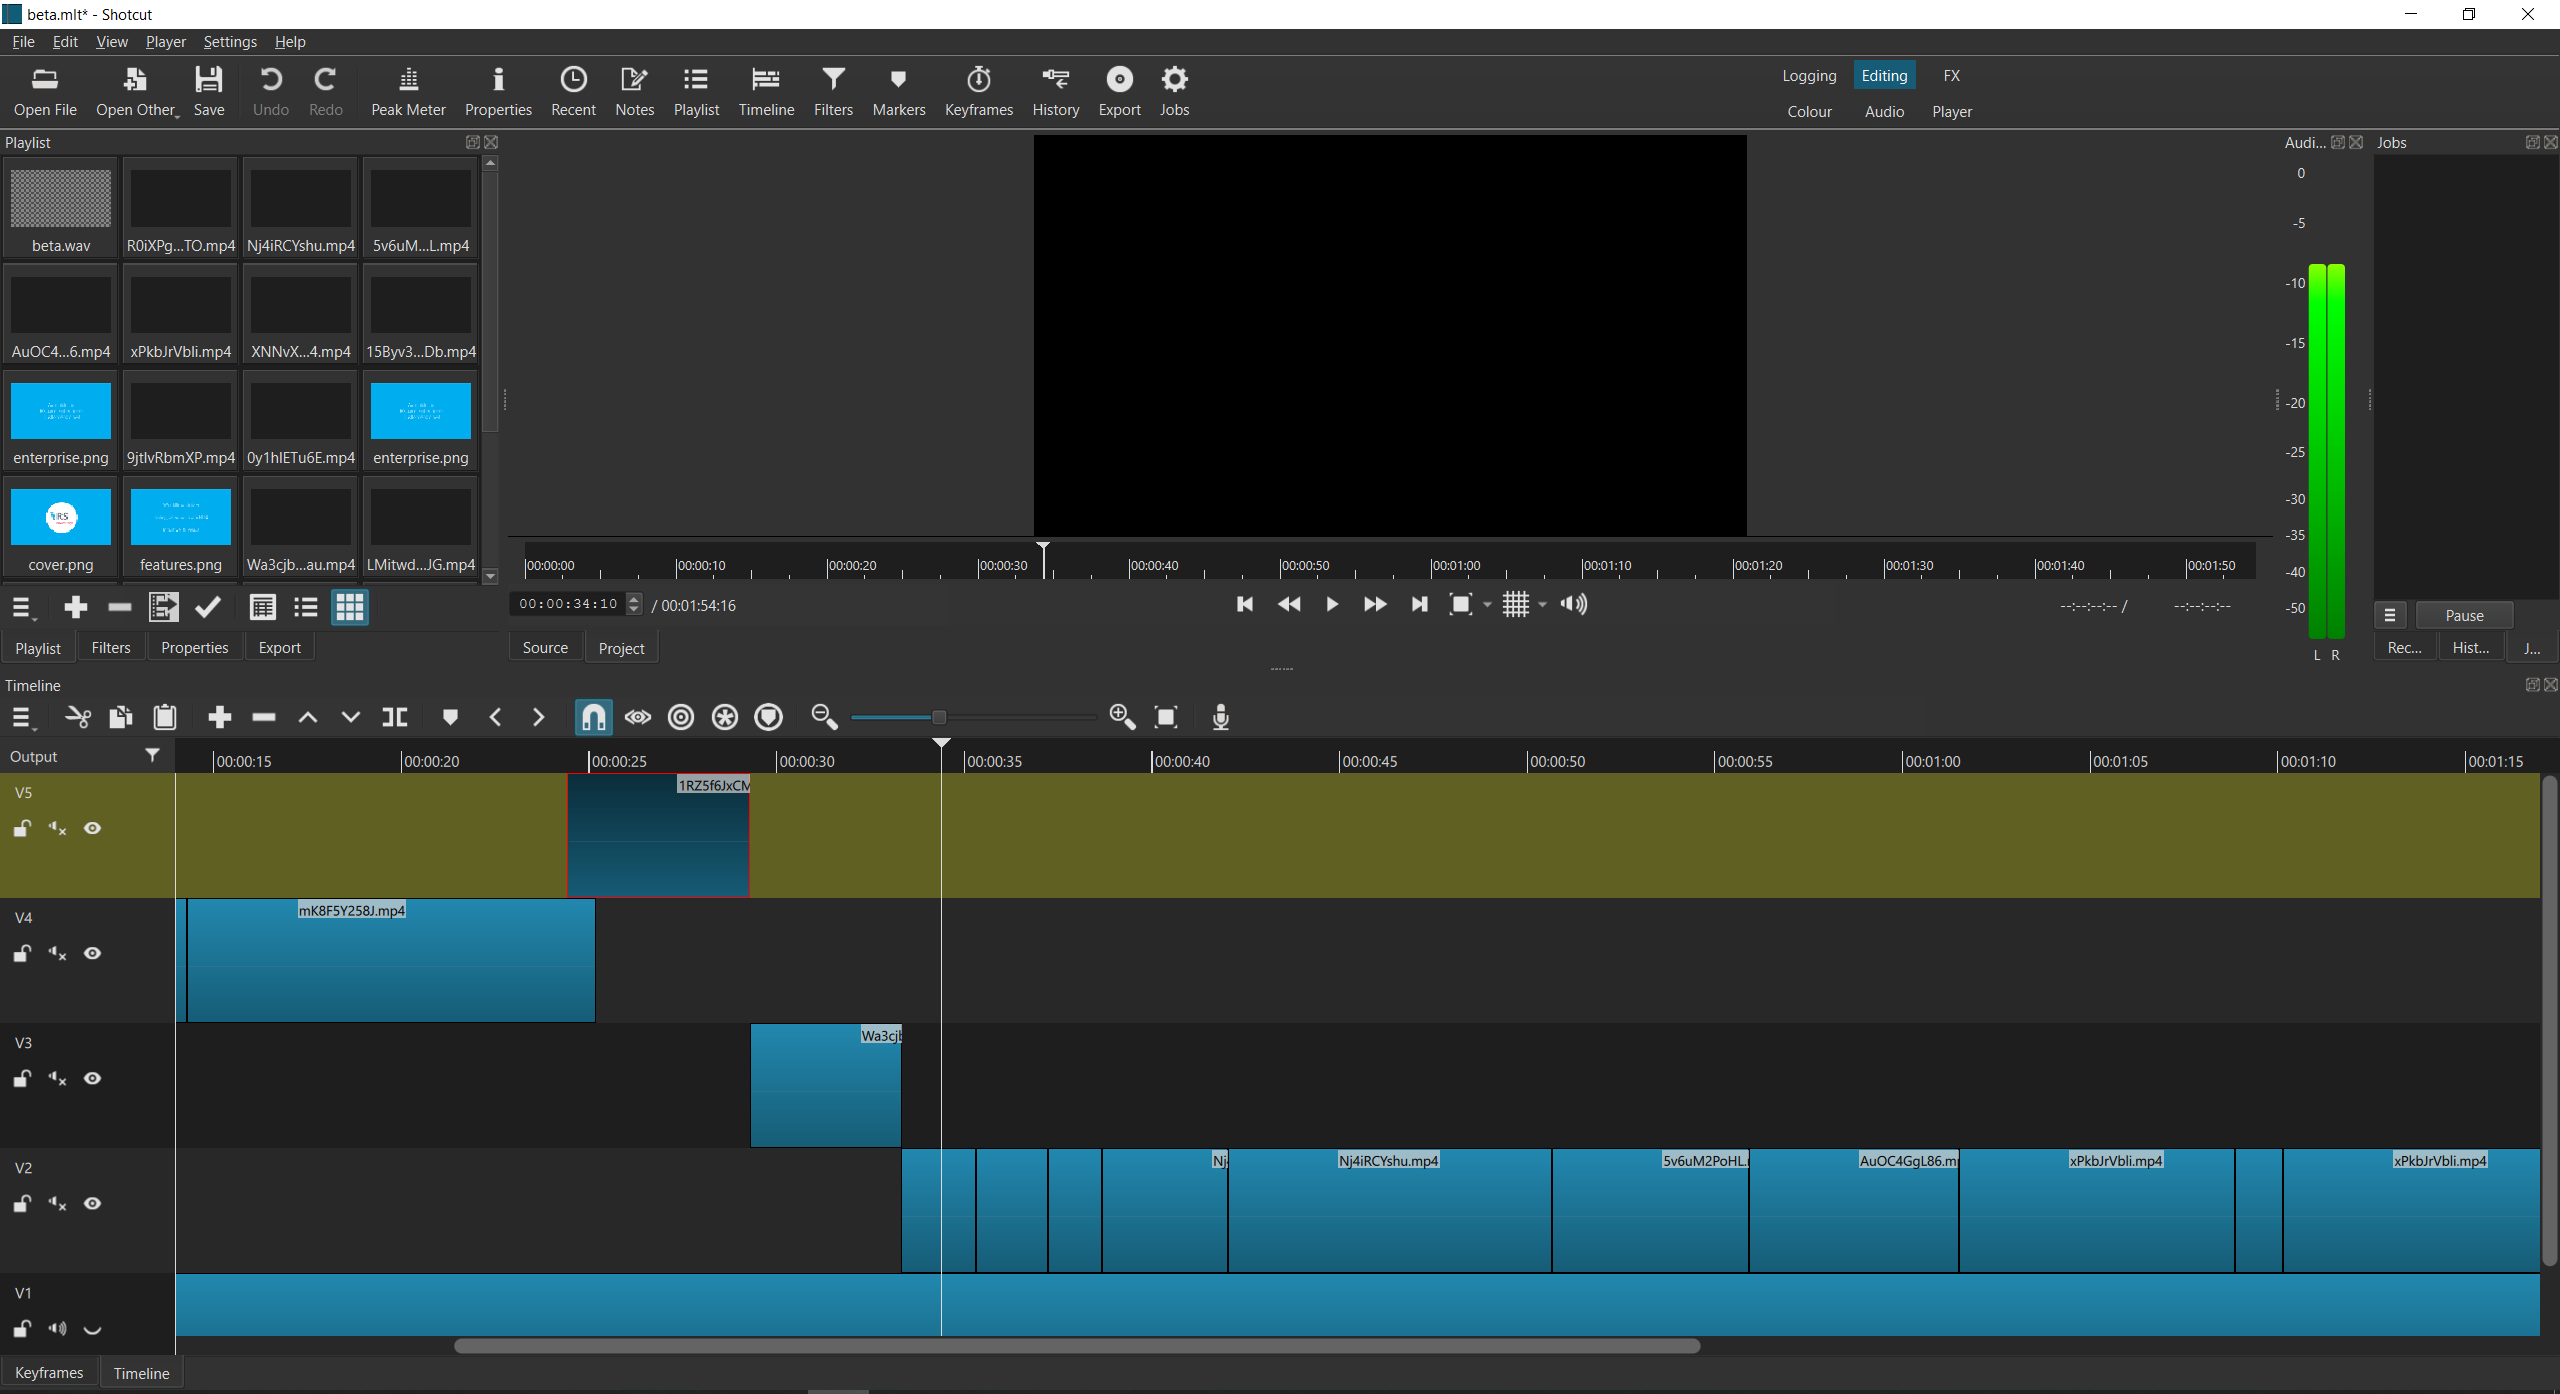 beta.mlt* - Shotcut
File Edit View Player Settings Help
Open File Open Other Save Undo Redo Peak Meter Properties Recent Notes Playlist Timeline Filters Markers Keyframes History Export Jobs
Logging Editing FX
Colour Audio Player
Playlist
beta.wav R0iXPg...TO.mp4 Nj4iRCYshu.mp4 5v6uM...L.mp4
AuOC4...6.mp4 xPkbJrVbli.mp4 XNNvX...4.mp4 15Byv3...Db.mp4
enterprise.png 9jtlvRbmXP.mp4 0y1hlETu6E.mp4 enterprise.png
HRS
cover.png features.png Wa3cjb...au.mp4 LMitwd...JG.mp4
Playlist Filters Properties Export
00:00:00 00:00:10 00:00:20 00:00:30 00:00:40 00:00:50 00:01:00 00:01:10 00:01:20 00:01:30 00:01:40 00:01:50
00:00:34:10 / 00:01:54:16
--:--:--:-- / --:--:--:--
Source Project
Audi...
0
-5
-10
-15
-20
-25
-30
-35
-40
-50
L R
Jobs
Pause
Rec... Hist... J...
Timeline
Output
00:00:15 00:00:20 00:00:25 00:00:30 00:00:35 00:00:40 00:00:45 00:00:50 00:00:55 00:01:00 00:01:05 00:01:10 00:01:15
V5
1RZ5f6JxCM
V4
mK8F5Y258J.mp4
V3
Wa3cjb
V2
Nj4 Nj4iRCYshu.mp4 5v6uM2PoHL. AuOC4GgL86.m xPkbJrVbli.mp4 xPkbJrVbli.mp4
V1
Keyframes Timeline